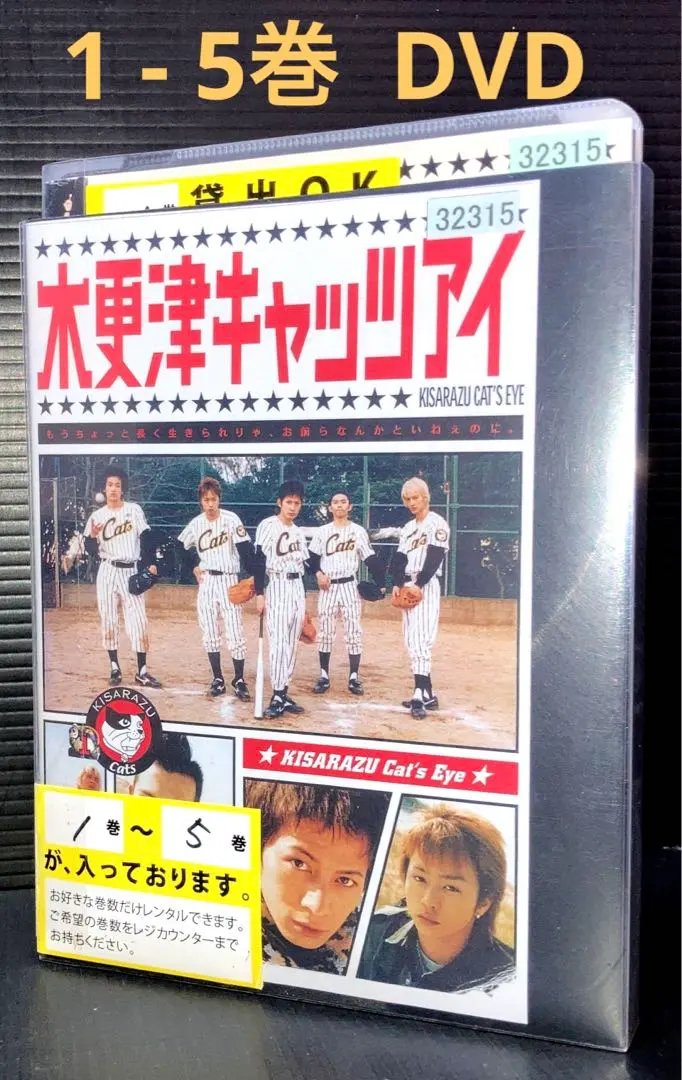 1 - 5巻 DVD
32315
貸出OK
32315
木更津キャッツアイ
KISARAZU CAT'S EYE
もうちょっと長く生きられりゃ、お前らなんかといねぇのに。
Cats
Cats
Cat
Cats
KISARAZU
Cats
★ KISARAZU Cat's Eye ★
1巻〜5巻
が、入っております。
お好きな巻数だけレンタルできます。
ご希望の巻数をレジカウンターまで
お持ちください。